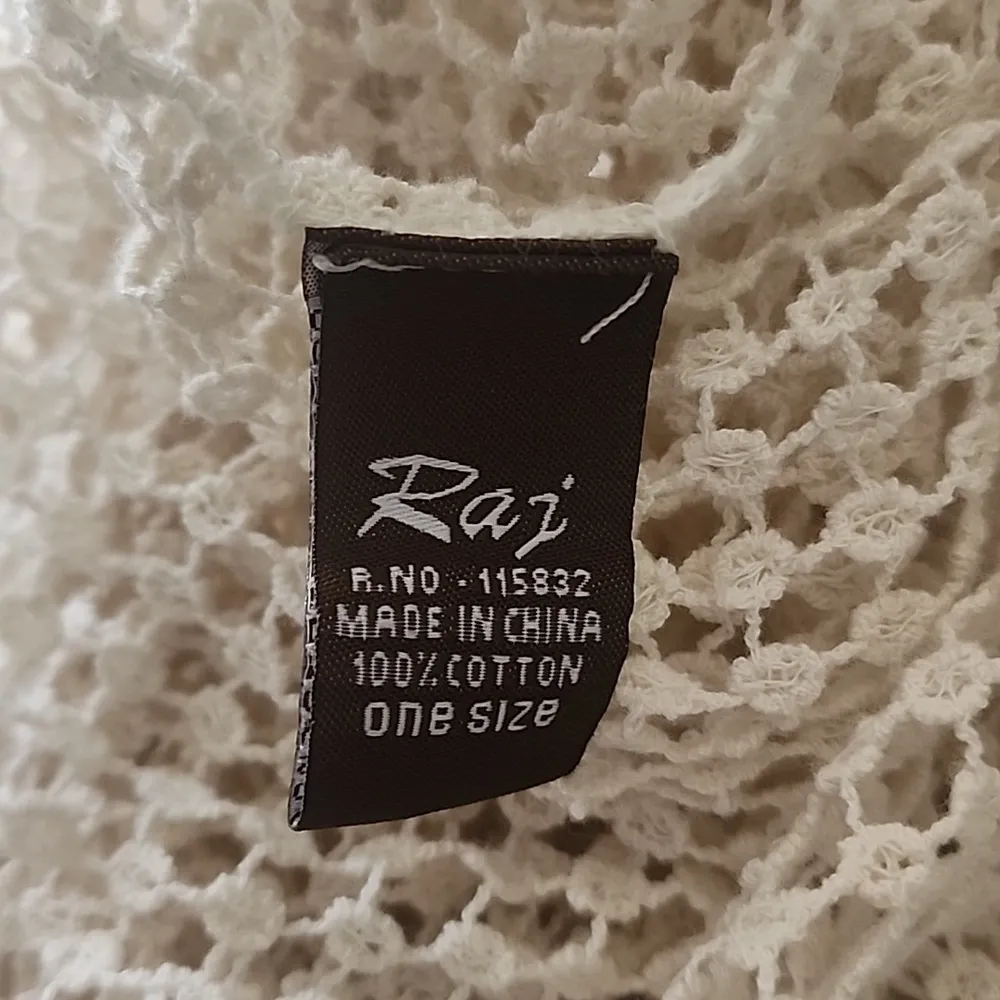 Raj
R.NO - 115832
MADE IN CHINA
100% COTTON
one size